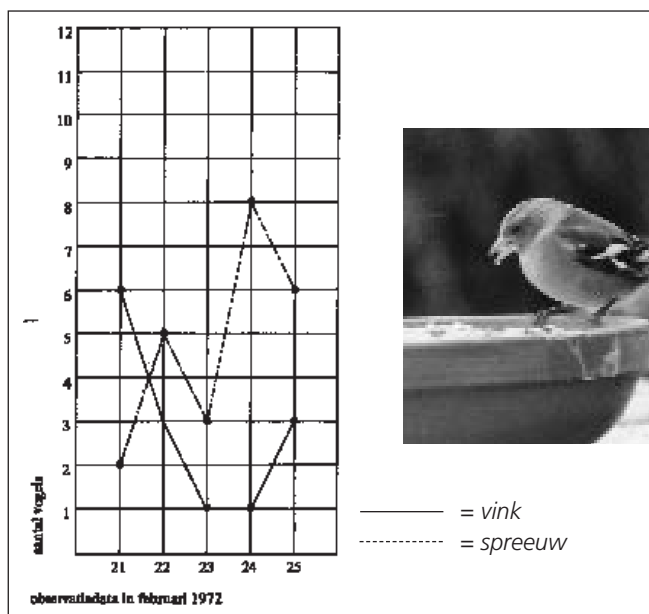 12
11
10
9
8
7
6
5
4
3
2
1
aantal vogels
21 22 23 24 25
observatiedata in februari 1972
= vink
= spreeuw